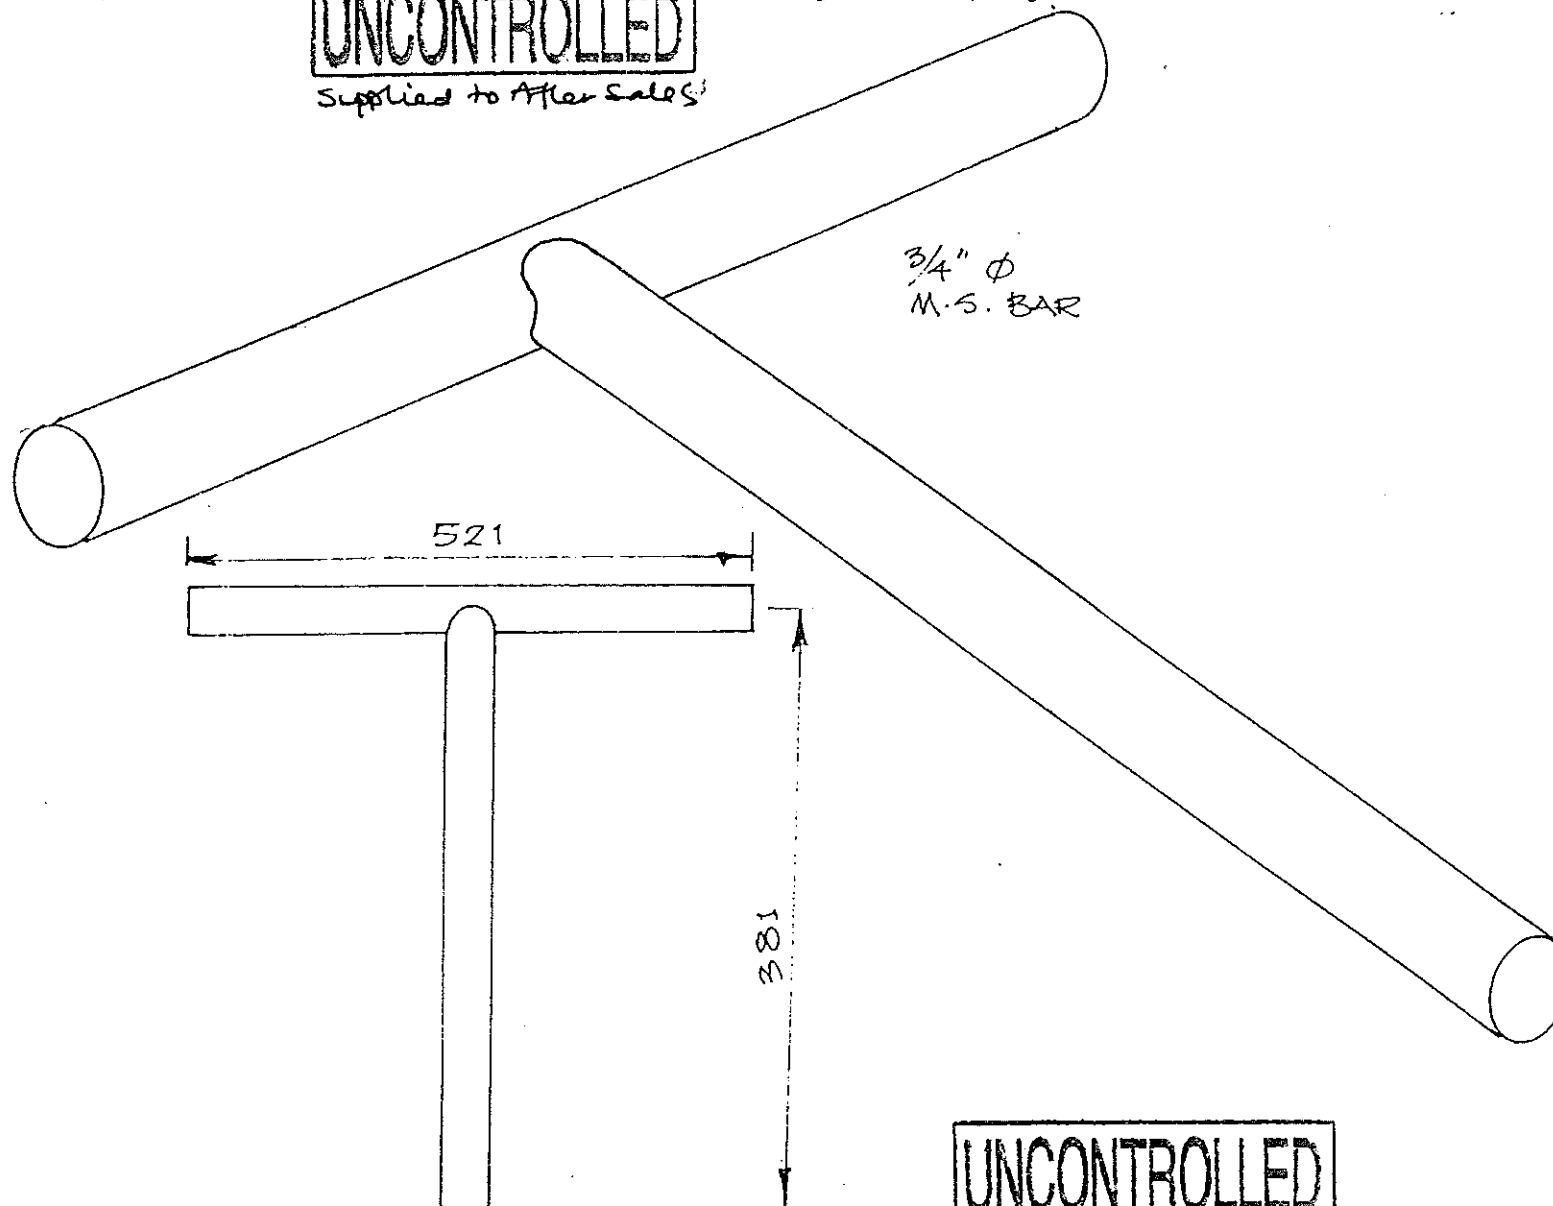 UNCONTROLLED
Supplied to After Sales
3/4" Ø
M.S. BAR
521
381
UNCONTROLLED